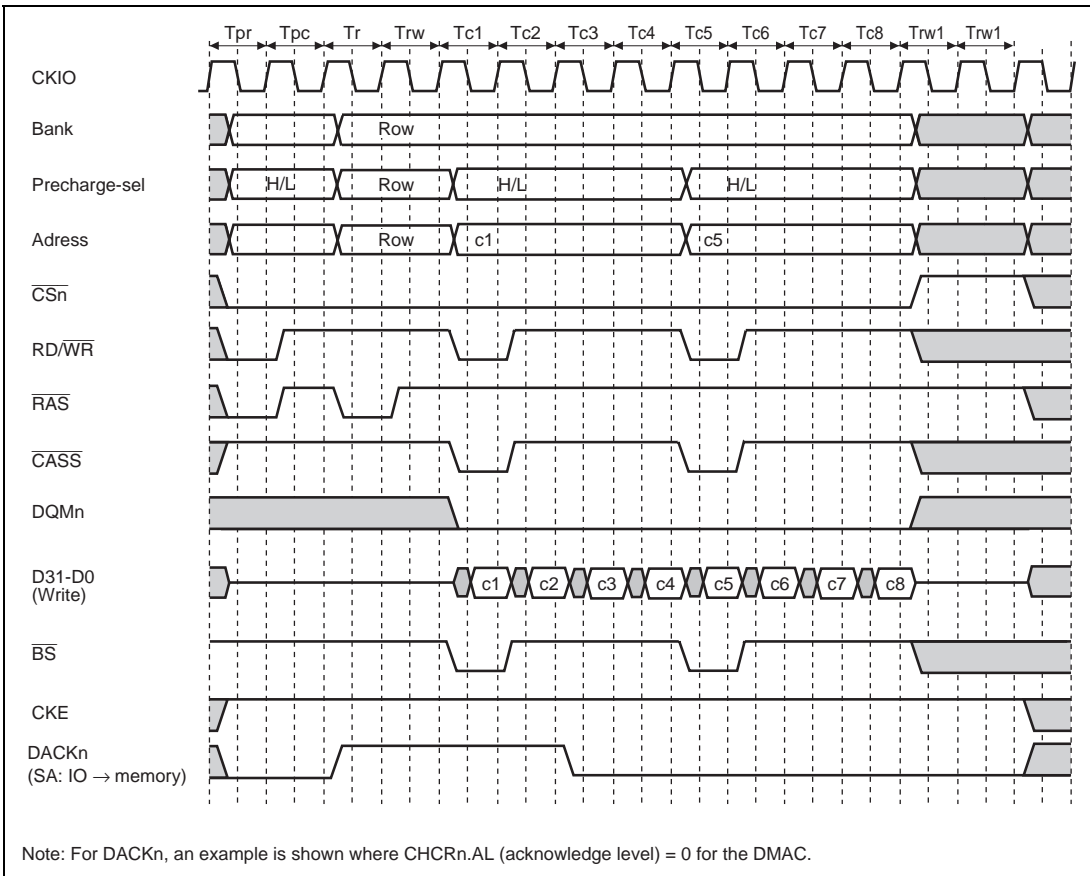 Tpr Tpc Tr Trw Tc1 Tc2 Tc3 Tc4 Tc5 Tc6 Tc7 Tc8 Trw1 Trw1
CKIO
Bank Row
Precharge-sel H/L Row H/L H/L
Adress Row c1 c5
CSn
RD/WR
RAS
CASS
DQMn
D31-D0
(Write)
c1 c2 c3 c4 c5 c6 c7 c8
BS
CKE
DACKn
(SA: IO → memory)
Note: For DACKn, an example is shown where CHCRn.AL (acknowledge level) = 0 for the DMAC.